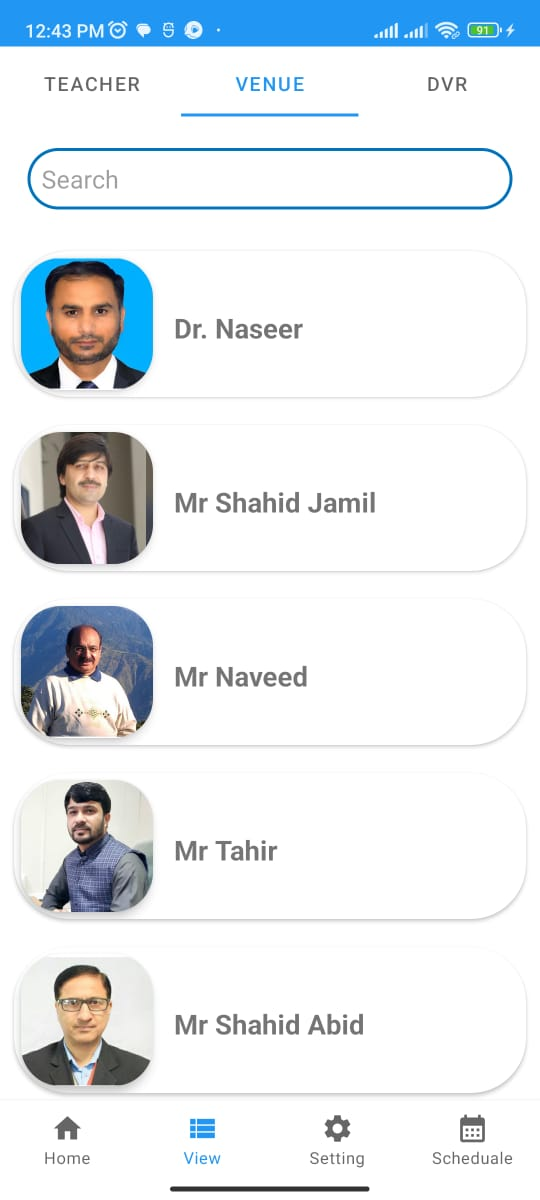 12:43 PM
91
TEACHER VENUE DVR
Search
Dr. Naseer
Mr Shahid Jamil
Mr Naveed
Mr Tahir
Mr Shahid Abid
Home View Setting Scheduale